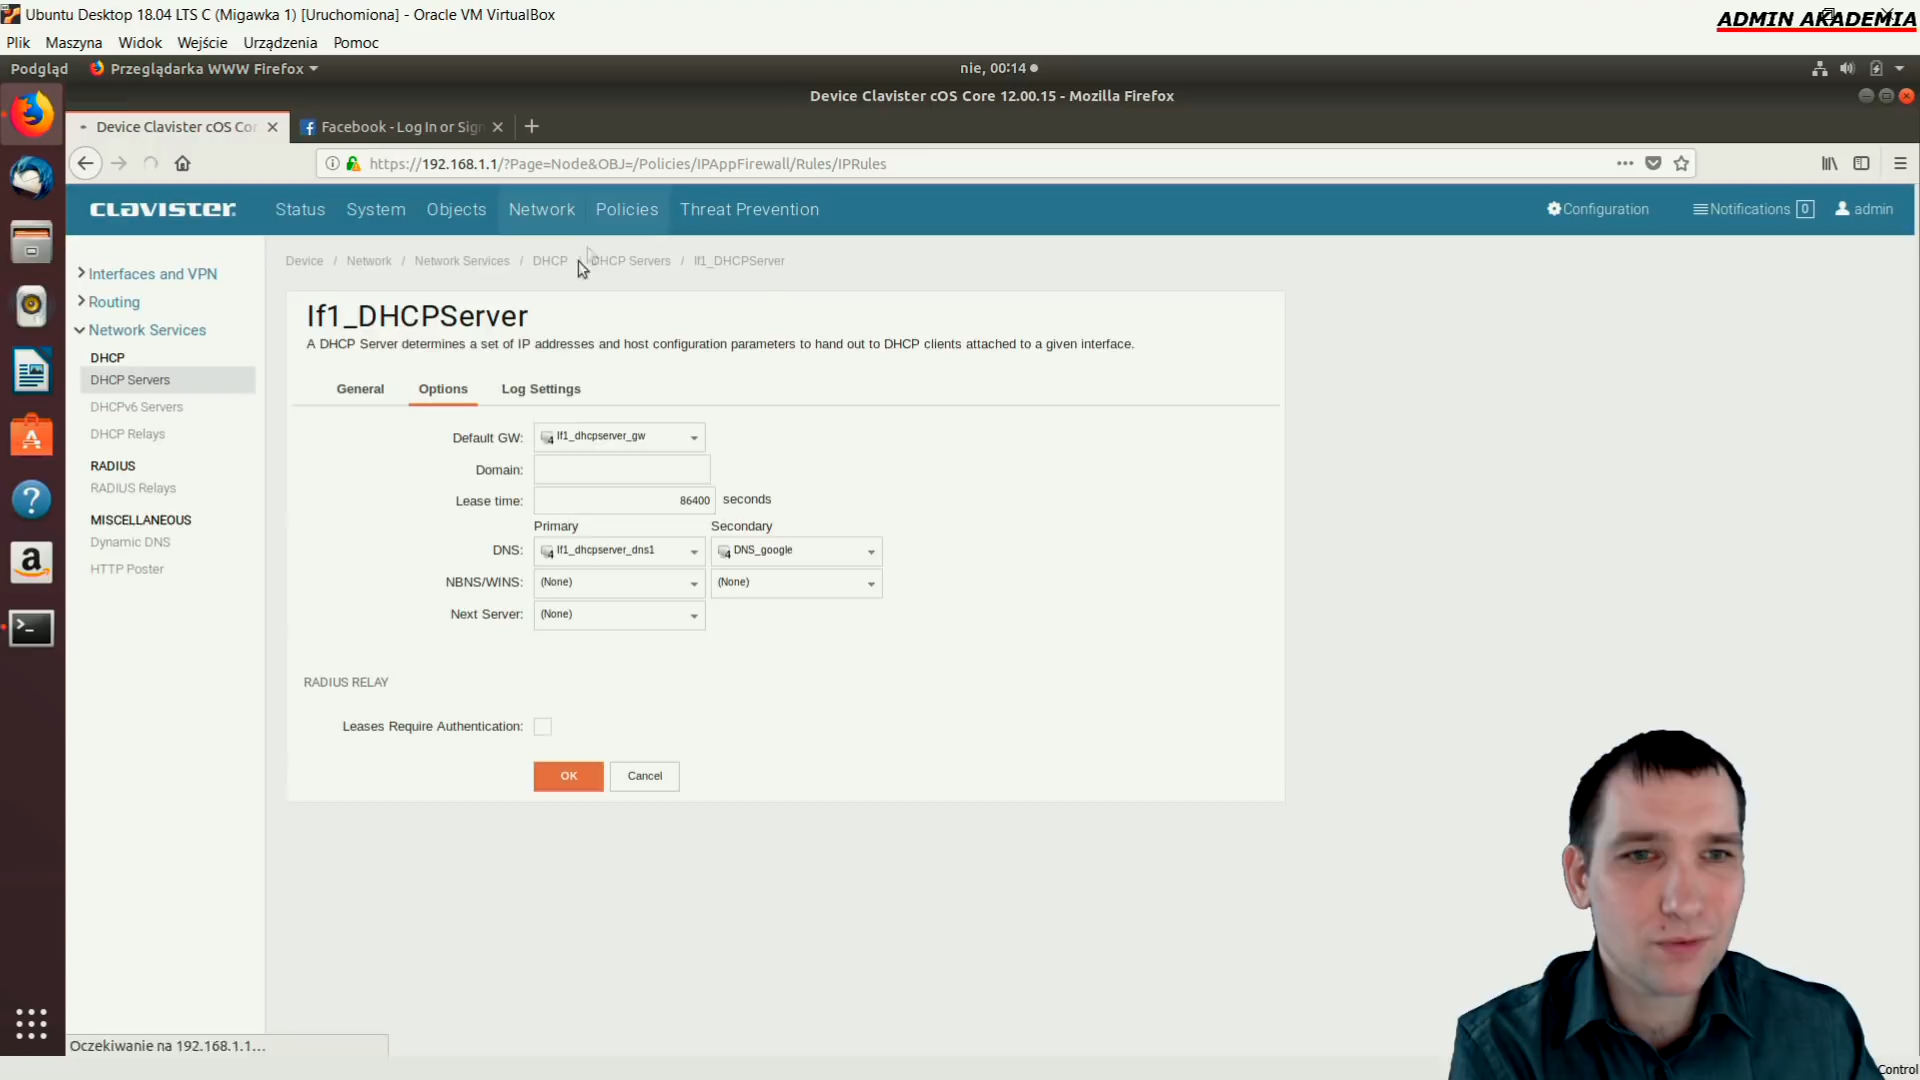 Ubuntu Desktop 18.04 LTS C (Migawka 1) [Uruchomiona] - Oracle VM VirtualBox
ADMIN AKADEMIA
Plik Maszyna Widok Wejście Urządzenia Pomoc
Podgląd Przeglądarka WWW Firefox nie, 00:14
Device Clavister cOS Core 12.00.15 - Mozilla Firefox
Device Clavister cOS Cor Facebook - Log In or Sig
https://192.168.1.1/?Page=Node&OBJ=/Policies/IPAppFirewall/Rules/IPRules
CLAVISTER Status System Objects Network Policies Threat Prevention Configuration Notifications 0 admin
Device / Network / Network Services / DHCP / DHCP Servers / If1_DHCPServer
Interfaces and VPN
Routing
Network Services
DHCP
DHCP Servers
DHCPv6 Servers
DHCP Relays
RADIUS
RADIUS Relays
MISCELLANEOUS
Dynamic DNS
HTTP Poster
If1_DHCPServer
A DHCP Server determines a set of IP addresses and host configuration parameters to hand out to DHCP clients attached to a given interface.
General Options Log Settings
Default GW: If1_dhcpserver_gw
Domain:
Lease time: 86400 seconds
Primary Secondary
DNS: If1_dhcpserver_dns1 DNS_google
NBNS/WINS: (None) (None)
Next Server: (None)
RADIUS RELAY
Leases Require Authentication:
OK Cancel
Oczekiwanie na 192.168.1.1...
Control